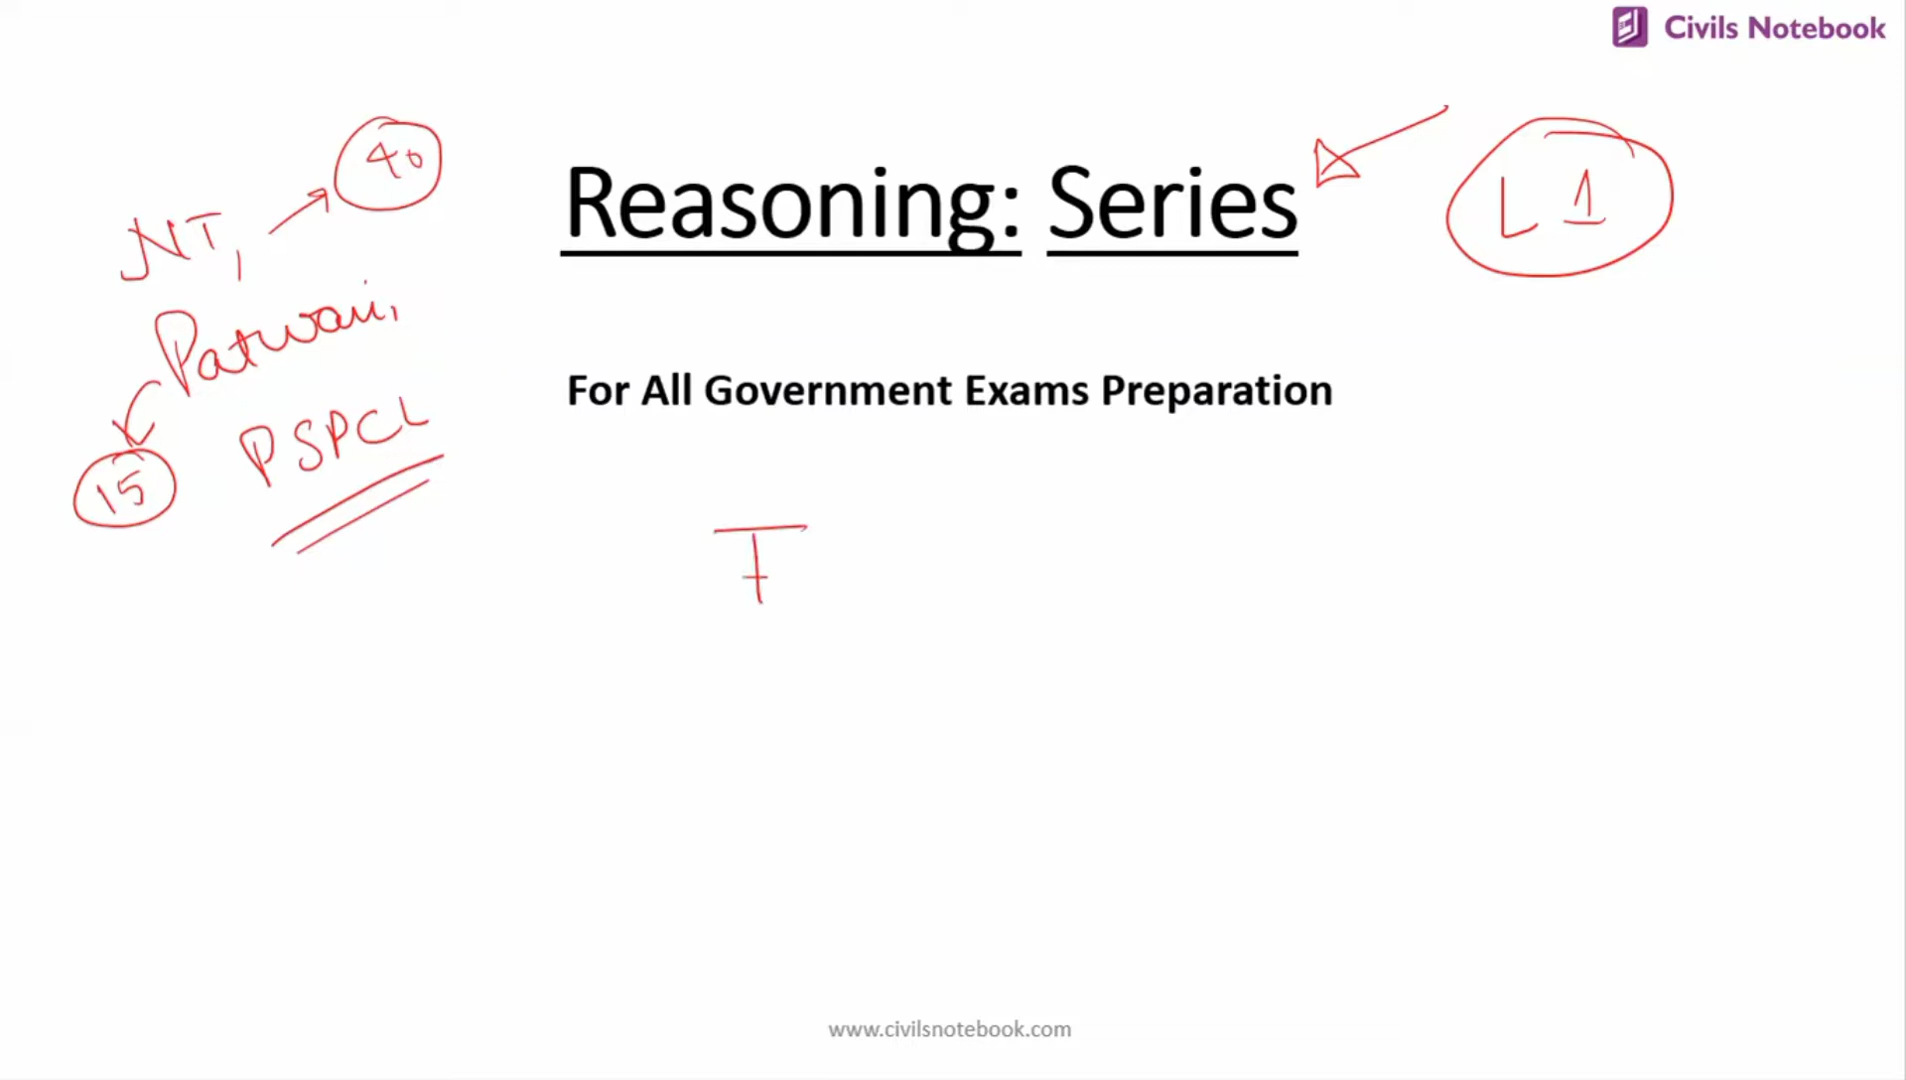 Civils Notebook
40
NT,
Reasoning: Series
L 1
Patwari,
For All Government Exams Preparation
PSPCL
15
www.civilsnotebook.com